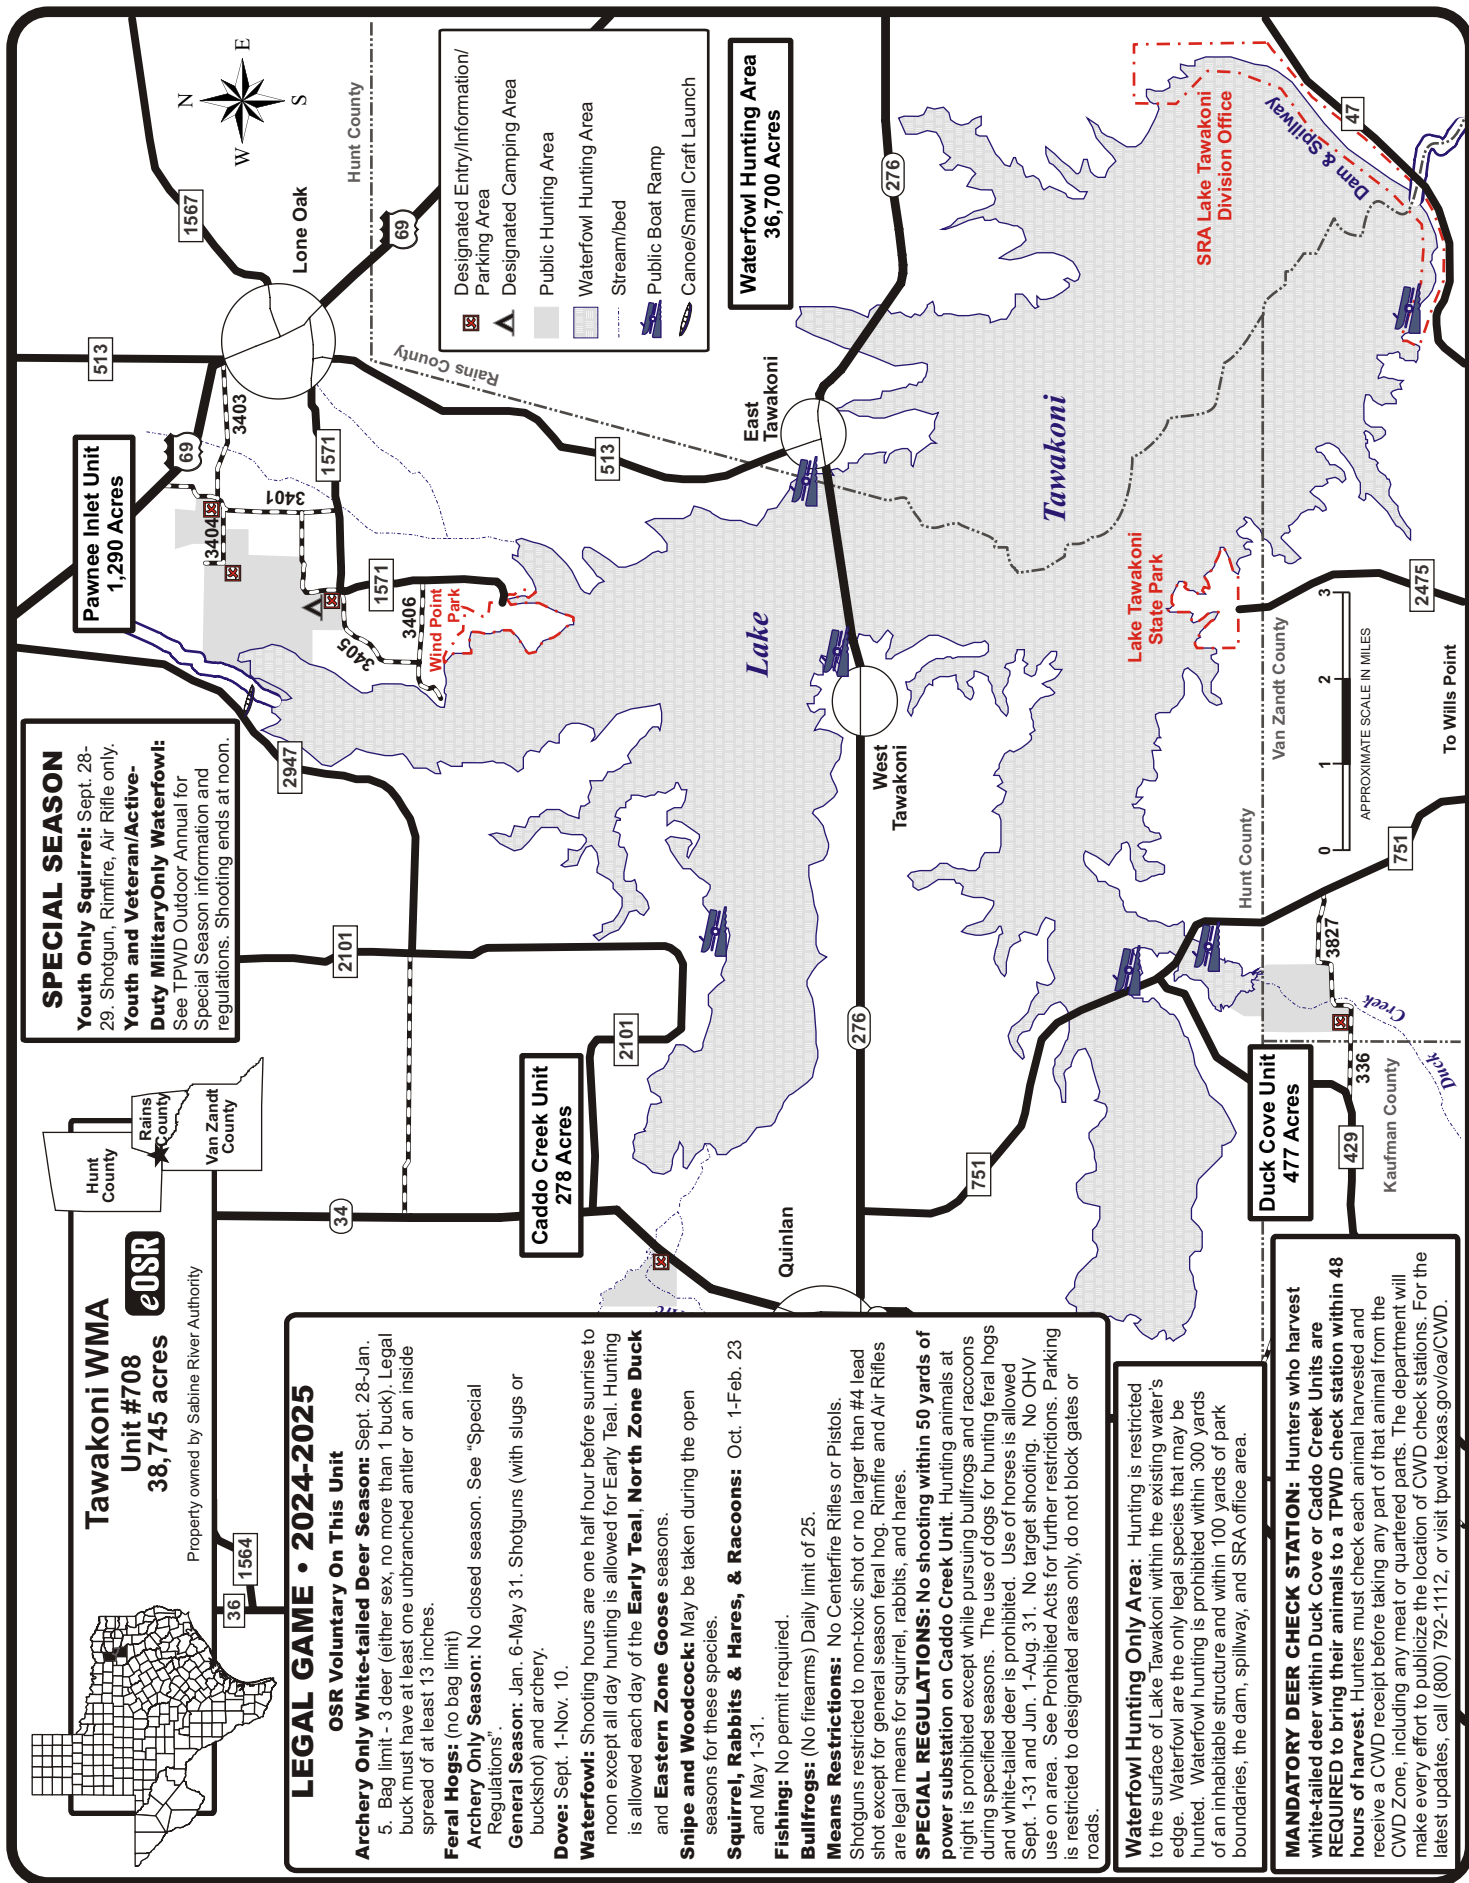 Tawakoni WMA
Unit #708
38,745 acres
eOSR
Property owned by Sabine River Authority
Hunt
County
Rains
County
Van Zandt
County
SPECIAL SEASON
Youth Only Squirrel: Sept. 28-
29. Shotgun, Rimfire, Air Rifle only.
Youth and Veteran/Active-
Duty MilitaryOnly Waterfowl:
See TPWD Outdoor Annual for
Special Season information and
regulations. Shooting ends at noon.
Pawnee Inlet Unit
1,290 Acres
LEGAL GAME • 2024-2025
OSR Voluntary On This Unit
Archery Only White-tailed Deer Season: Sept. 28-Jan.
5. Bag limit - 3 deer (either sex, no more than 1 buck). Legal
buck must have at least one unbranched antler or an inside
spread of at least 13 inches.
Feral Hogs: (no bag limit)
Archery Only Season: No closed season. See “Special
Regulations”.
General Season: Jan. 6-May 31. Shotguns (with slugs or
buckshot) and archery.
Dove: Sept. 1-Nov. 10.
Waterfowl: Shooting hours are one half hour before sunrise to
noon except all day hunting is allowed for Early Teal. Hunting
is allowed each day of the Early Teal, North Zone Duck
and Eastern Zone Goose seasons.
Snipe and Woodcock: May be taken during the open
seasons for these species.
Squirrel, Rabbits & Hares, & Racoons: Oct. 1-Feb. 23
and May 1-31.
Fishing: No permit required.
Bullfrogs: (No firearms) Daily limit of 25.
Means Restrictions: No Centerfire Rifles or Pistols.
Shotguns restricted to non-toxic shot or no larger than #4 lead
shot except for general season feral hog. Rimfire and Air Rifles
are legal means for squirrel, rabbits, and hares.
SPECIAL REGULATIONS: No shooting within 50 yards of
power substation on Caddo Creek Unit. Hunting animals at
night is prohibited except while pursuing bullfrogs and raccoons
during specified seasons. The use of dogs for hunting feral hogs
and white-tailed deer is prohibited. Use of horses is allowed
Sept. 1-31 and Jun. 1-Aug. 31. No target shooting. No OHV
use on area. See Prohibited Acts for further restrictions. Parking
is restricted to designated areas only, do not block gates or
roads.
Waterfowl Hunting Only Area: Hunting is restricted
to the surface of Lake Tawakoni within the existing water’s
edge. Waterfowl are the only legal species that may be
hunted. Waterfowl hunting is prohibited within 300 yards
of an inhabitable structure and within 100 yards of park
boundaries, the dam, spillway, and SRA office area.
MANDATORY DEER CHECK STATION: Hunters who harvest
white-tailed deer within Duck Cove or Caddo Creek Units are
REQUIRED to bring their animals to a TPWD check station within 48
hours of harvest. Hunters must check each animal harvested and
receive a CWD receipt before taking any part of that animal from the
CWD Zone, including any meat or quartered parts. The department will
make every effort to publicize the location of CWD check stations. For the
latest updates, call (800) 792-1112, or visit tpwd.texas.gov/oa/CWD.
Caddo Creek Unit
278 Acres
Duck Cove Unit
477 Acres
Designated Entry/Information/
Parking Area
Designated Camping Area
Public Hunting Area
Waterfowl Hunting Area
Stream/bed
Public Boat Ramp
Canoe/Small Craft Launch
Waterfowl Hunting Area
36,700 Acres
N
E
S
W
Hunt County
Rains County
Lone Oak
East
Tawakoni
West
Tawakoni
Quinlan
Lake
Tawakoni
Wind Point
Park
Lake Tawakoni
State Park
SRA Lake Tawakoni
Division Office
Dam & Spillway
Hunt County
Van Zandt County
Kaufman County
Duck
Creek
To Wills Point
0
1
2
3
APPROXIMATE SCALE IN MILES
36
1564
34
2101
2101
2947
1567
513
69
69
3403
3401
3404
1571
1571
3405
3406
513
276
276
47
2475
751
751
3827
336
429